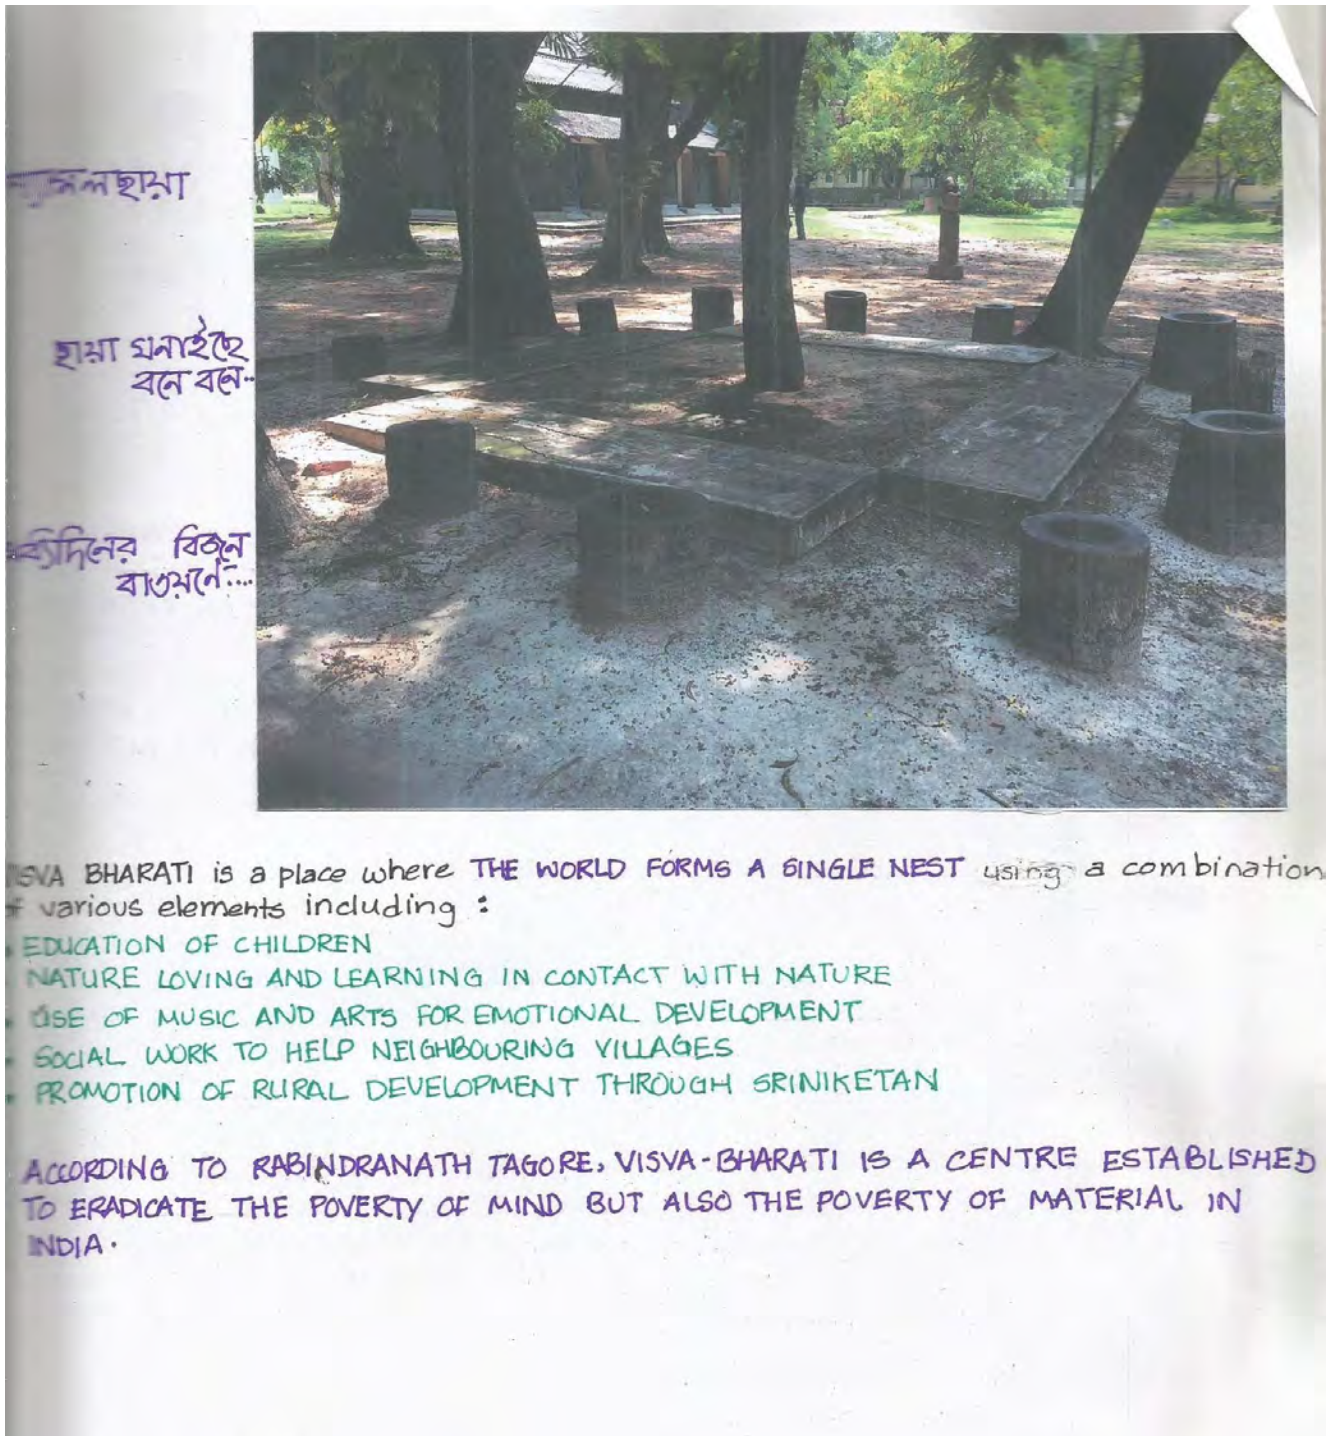 ছায়া ঘনাইছে
বনে বনে..
বিজনে
বাতায়নে....
VISVA BHARATI is a place where THE WORLD FORMS A SINGLE NEST using a combination
of various elements including :
• EDUCATION OF CHILDREN
NATURE LOVING AND LEARNING IN CONTACT WITH NATURE
• USE OF MUSIC AND ARTS FOR EMOTIONAL DEVELOPMENT
• SOCIAL WORK TO HELP NEIGHBOURING VILLAGES
• PROMOTION OF RURAL DEVELOPMENT THROUGH SRINIKETAN
ACCORDING TO RABINDRANATH TAGORE, VISVA-BHARATI IS A CENTRE ESTABLISHED
TO ERADICATE THE POVERTY OF MIND BUT ALSO THE POVERTY OF MATERIAL IN
INDIA.